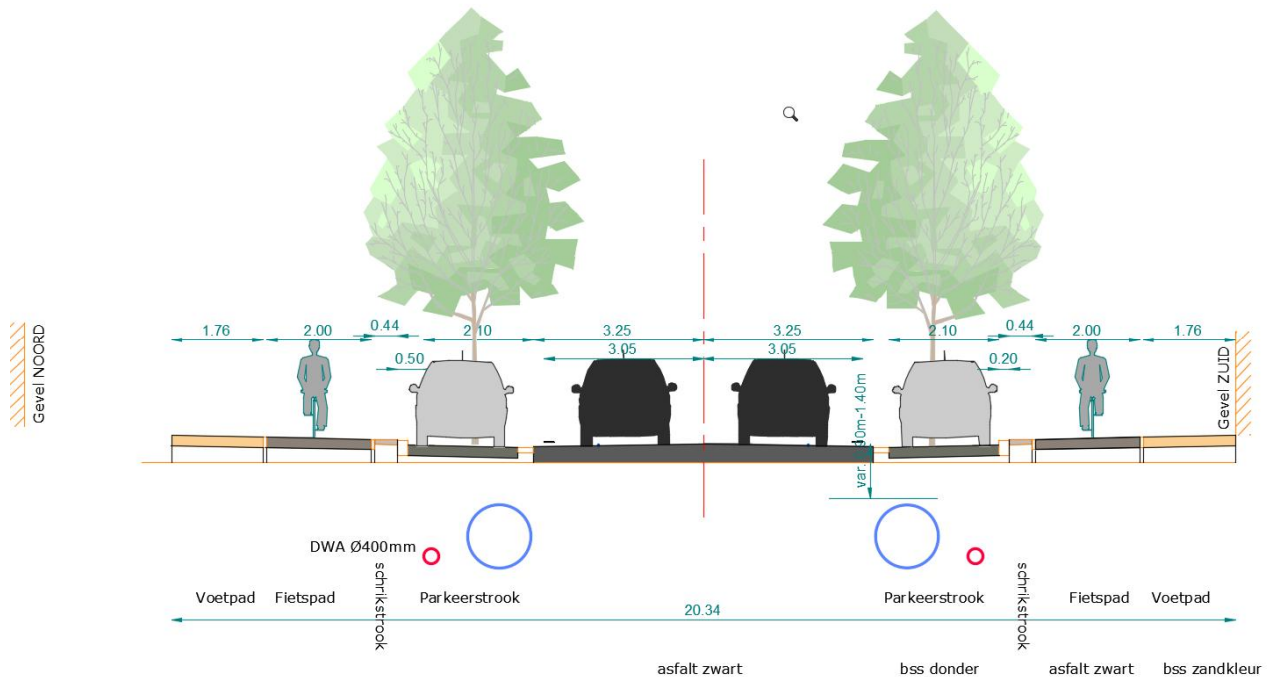 1.76
2.00
0.44
2.10
3.25
3.25
2.10
0.44
2.00
1.76
0.50
3.05
3.05
0.20
Gevel NOORD
Gevel ZUID
DWA Ø400mm
schrikstrook
schrikstrook
Voetpad
Fietspad
Parkeerstrook
Parkeerstrook
Fietspad
Voetpad
20.34
asfalt zwart
bss donder
asfalt zwart
bss zandkleur